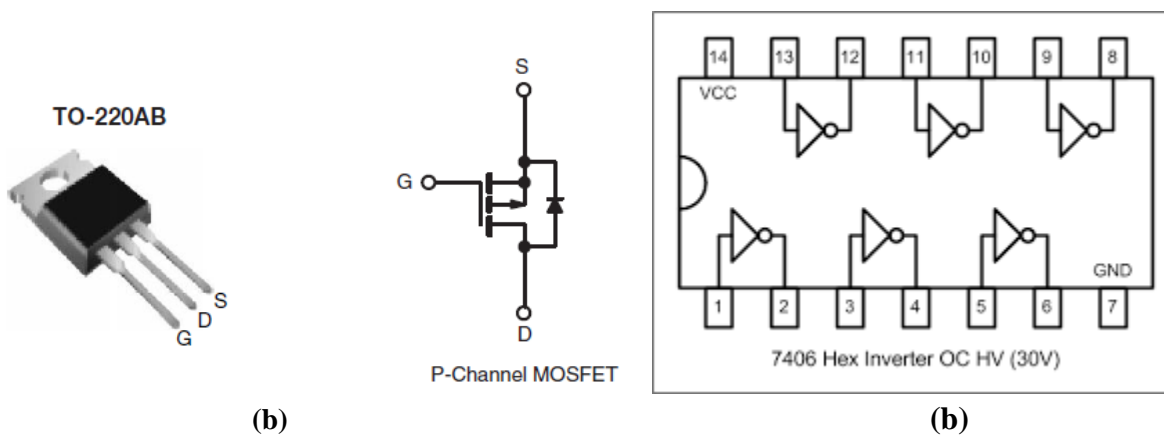 TO-220AB
S
D
G
S
G
D
P-Channel MOSFET
(b)
14 13 12 11 10 9 8
VCC
GND
1 2 3 4 5 6 7
7406 Hex Inverter OC HV (30V)
(b)